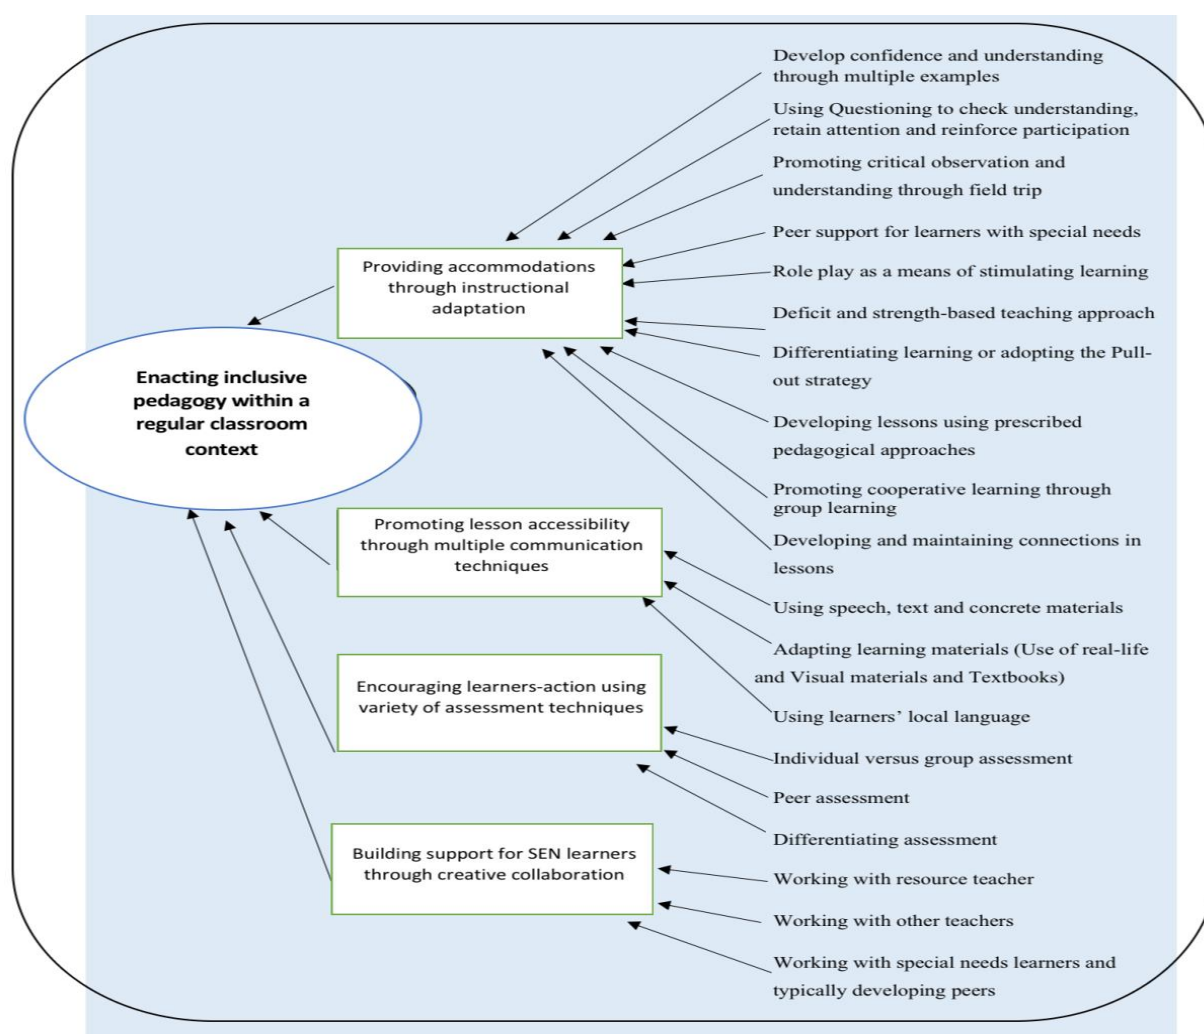 Develop confidence and understanding
through multiple examples
Using Questioning to check understanding,
retain attention and reinforce participation
Promoting critical observation and
understanding through field trip
Peer support for learners with special needs
Role play as a means of stimulating learning
Deficit and strength-based teaching approach
Differentiating learning or adopting the Pull-
out strategy
Developing lessons using prescribed
pedagogical approaches
Promoting cooperative learning through
group learning
Developing and maintaining connections in
lessons
Providing accommodations
through instructional
adaptation
Enacting inclusive
pedagogy within a
regular classroom
context
Promoting lesson accessibility
through multiple communication
techniques
Using speech, text and concrete materials
Adapting learning materials (Use of real-life
and Visual materials and Textbooks)
Using learners’ local language
Encouraging learners-action using
variety of assessment techniques
Individual versus group assessment
Peer assessment
Differentiating assessment
Building support for SEN learners
through creative collaboration
Working with resource teacher
Working with other teachers
Working with special needs learners and
typically developing peers